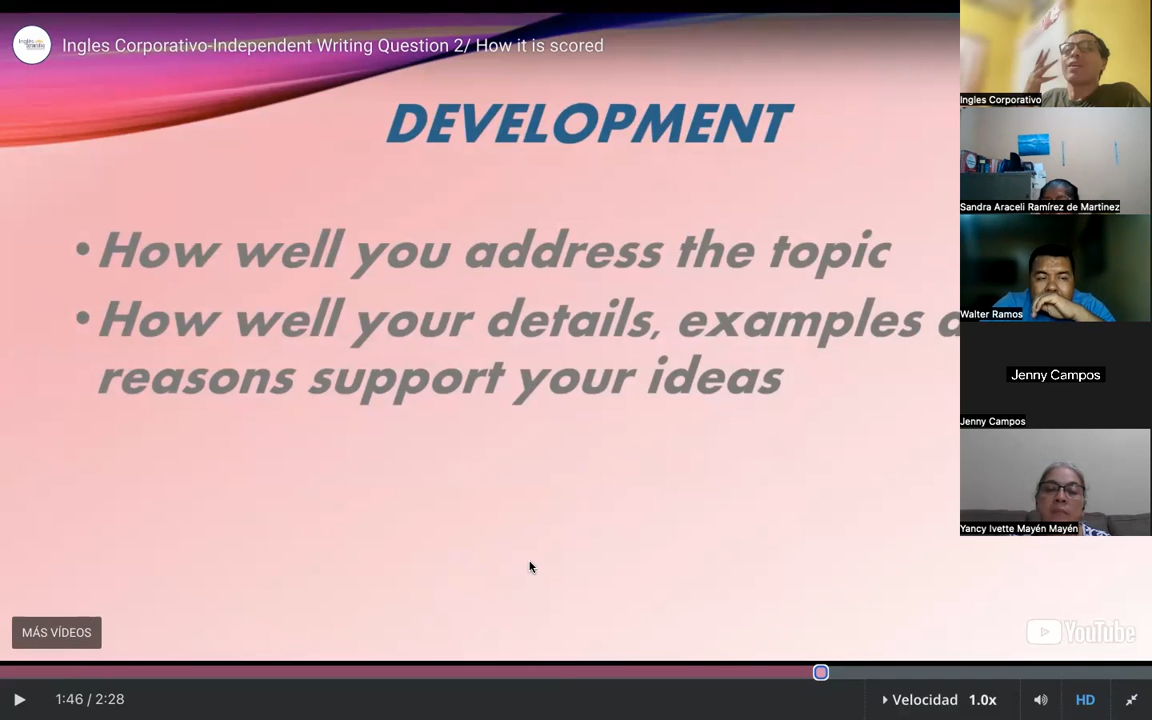 Ingles Corporativo-Independent Writing Question 2/ How it is scored
DEVELOPMENT
• How well you address the topic
• How well your details, examples
reasons support your ideas
MÁS VÍDEOS
YouTube
1:46 / 2:28
Velocidad 1.0x
HD
Ingles Corporativo
Sandra Araceli Ramírez de Martinez
Walter Ramos
Jenny Campos
Jenny Campos
Yancy Ivette Mayén Mayén